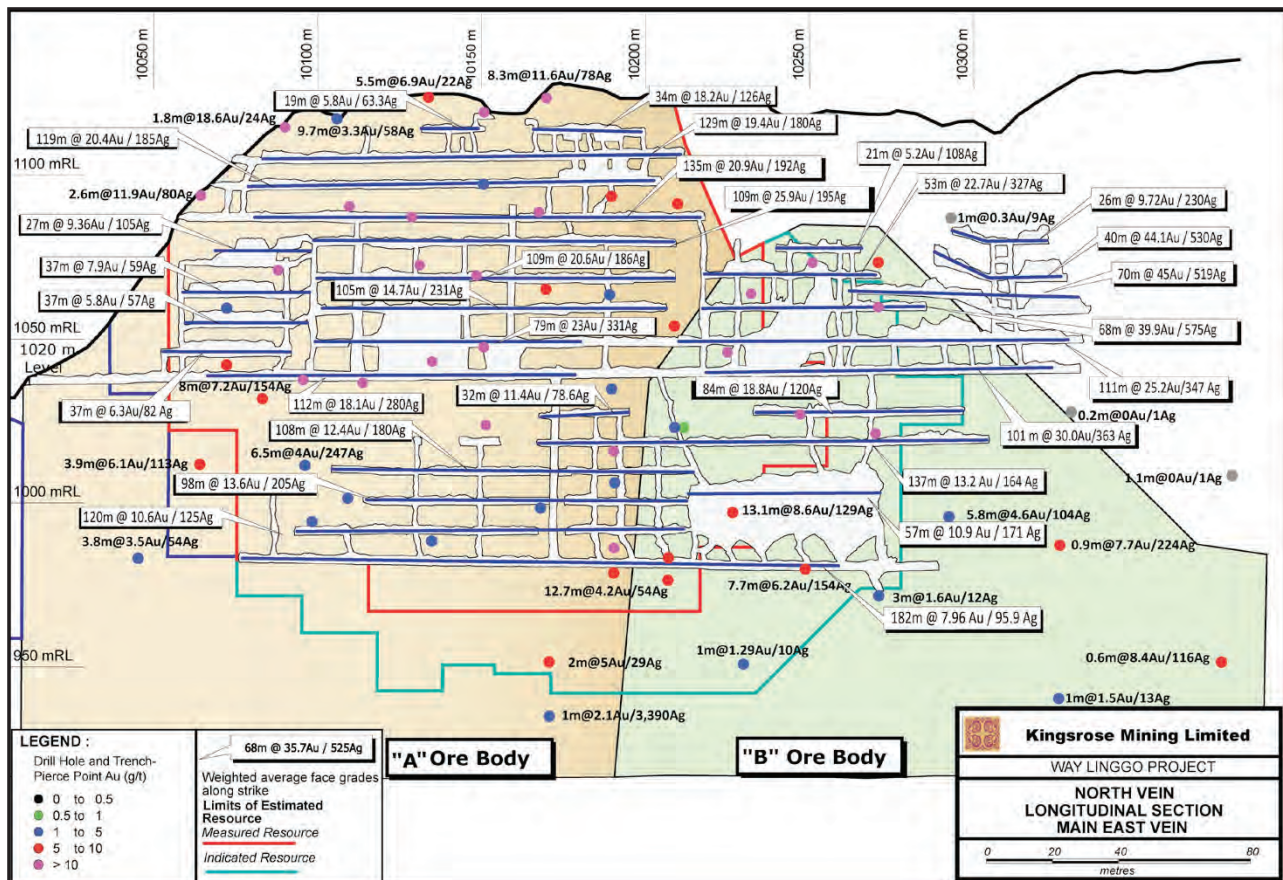 10050 m
10100 m
10150 m
10200 m
10250 m
10300 m
5.5m@6.9Au/22Ag
8.3m@11.6Au/78Ag
19m @ 5.8Au / 63.3Ag
34m @ 18.2Au / 126Ag
1.8m@18.6Au/24Ag
9.7m@3.3Au/58Ag
129m @ 19.4Au / 180Ag
119m @ 20.4Au / 185Ag
1100 mRL
135m @ 20.9Au / 192Ag
21m @ 5.2Au / 108Ag
53m @ 22.7Au / 327Ag
2.6m@11.9Au/80Ag
109m @ 25.9Au / 195Ag
26m @ 9.72Au / 230Ag
1m@0.3Au/9Ag
27m @ 9.36Au / 105Ag
40m @ 44.1Au / 530Ag
109m @ 20.6Au / 186Ag
37m @ 7.9Au / 59Ag
70m @ 45Au / 519Ag
105m @ 14.7Au / 231Ag
37m @ 5.8Au / 57Ag
79m @ 23Au / 331Ag
68m @ 39.9Au / 575Ag
1050 mRL
1020 m
Level
8m@7.2Au/154Ag
111m @ 25.2Au/347 Ag
84m @ 18.8Au / 120Ag
32m @ 11.4Au / 78.6Ag
37m @ 6.3Au/82 Ag
112m @ 18.1Au / 280Ag
0.2m@0Au/1Ag
108m @ 12.4Au / 180Ag
101 m @ 30.0Au/363 Ag
3.9m@6.1Au/113Ag
6.5m@4Au/247Ag
1.1m@0Au/1Ag
98m @ 13.6Au / 205Ag
137m @ 13.2 Au / 164 Ag
1000 mRL
13.1m@8.6Au/129Ag
5.8m@4.6Au/104Ag
120m @ 10.6Au / 125Ag
57m @ 10.9 Au / 171 Ag
3.8m@3.5Au/54Ag
0.9m@7.7Au/224Ag
12.7m@4.2Au/54Ag
7.7m@6.2Au/154Ag
3m@1.6Au/12Ag
182m @ 7.96 Au / 95.9 Ag
950 mRL
2m@5Au/29Ag
1m@1.29Au/10Ag
0.6m@8.4Au/116Ag
1m@2.1Au/3,390Ag
1m@1.5Au/13Ag
"A" Ore Body
"B" Ore Body
LEGEND :
Drill Hole and Trench-
Pierce Point Au (g/t)
0 to 0.5
0.5 to 1
1 to 5
5 to 10
> 10
68m @ 35.7Au / 525Ag
Weighted average face grades
along strike
Limits of Estimated
Resource
Measured Resource
Indicated Resource
Kingsrose Mining Limited
WAY LINGGO PROJECT
NORTH VEIN
LONGITUDINAL SECTION
MAIN EAST VEIN
0 20 40 60 80
metres